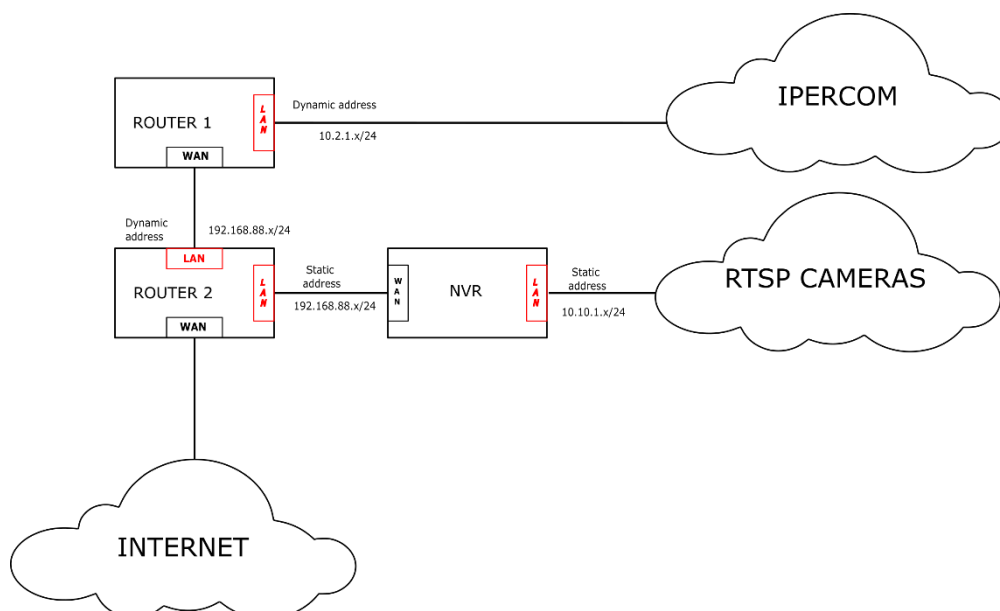 IPERCOM
Dynamic address
10.2.1.x/24
ROUTER 1
LAN
WAN
Dynamic
address
192.168.88.x/24
RTSP CAMERAS
LAN
ROUTER 2
LAN
WAN
Static
address
192.168.88.x/24
WAN
NVR
LAN
Static
address
10.10.1.x/24
INTERNET